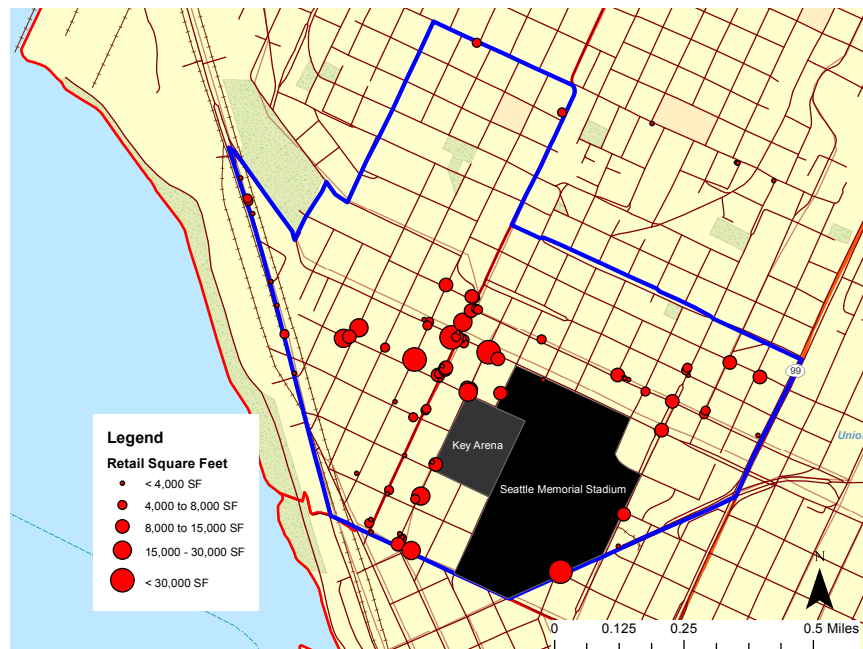 99
Union
Key Arena
Seattle Memorial Stadium
Legend
Retail Square Feet
< 4,000 SF
4,000 to 8,000 SF
8,000 to 15,000 SF
15,000 - 30,000 SF
< 30,000 SF
N
0 0.125 0.25 0.5 Miles